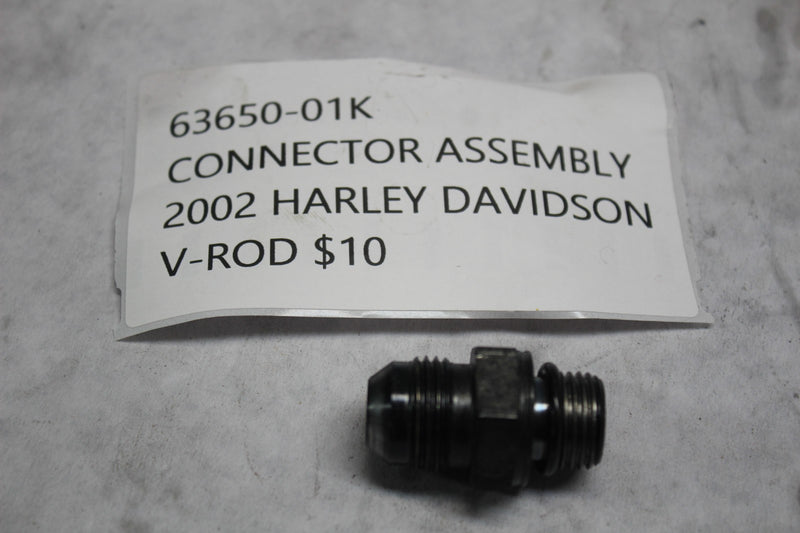 63650-01K
CONNECTOR ASSEMBLY
2002 HARLEY DAVIDSON
V-ROD $10